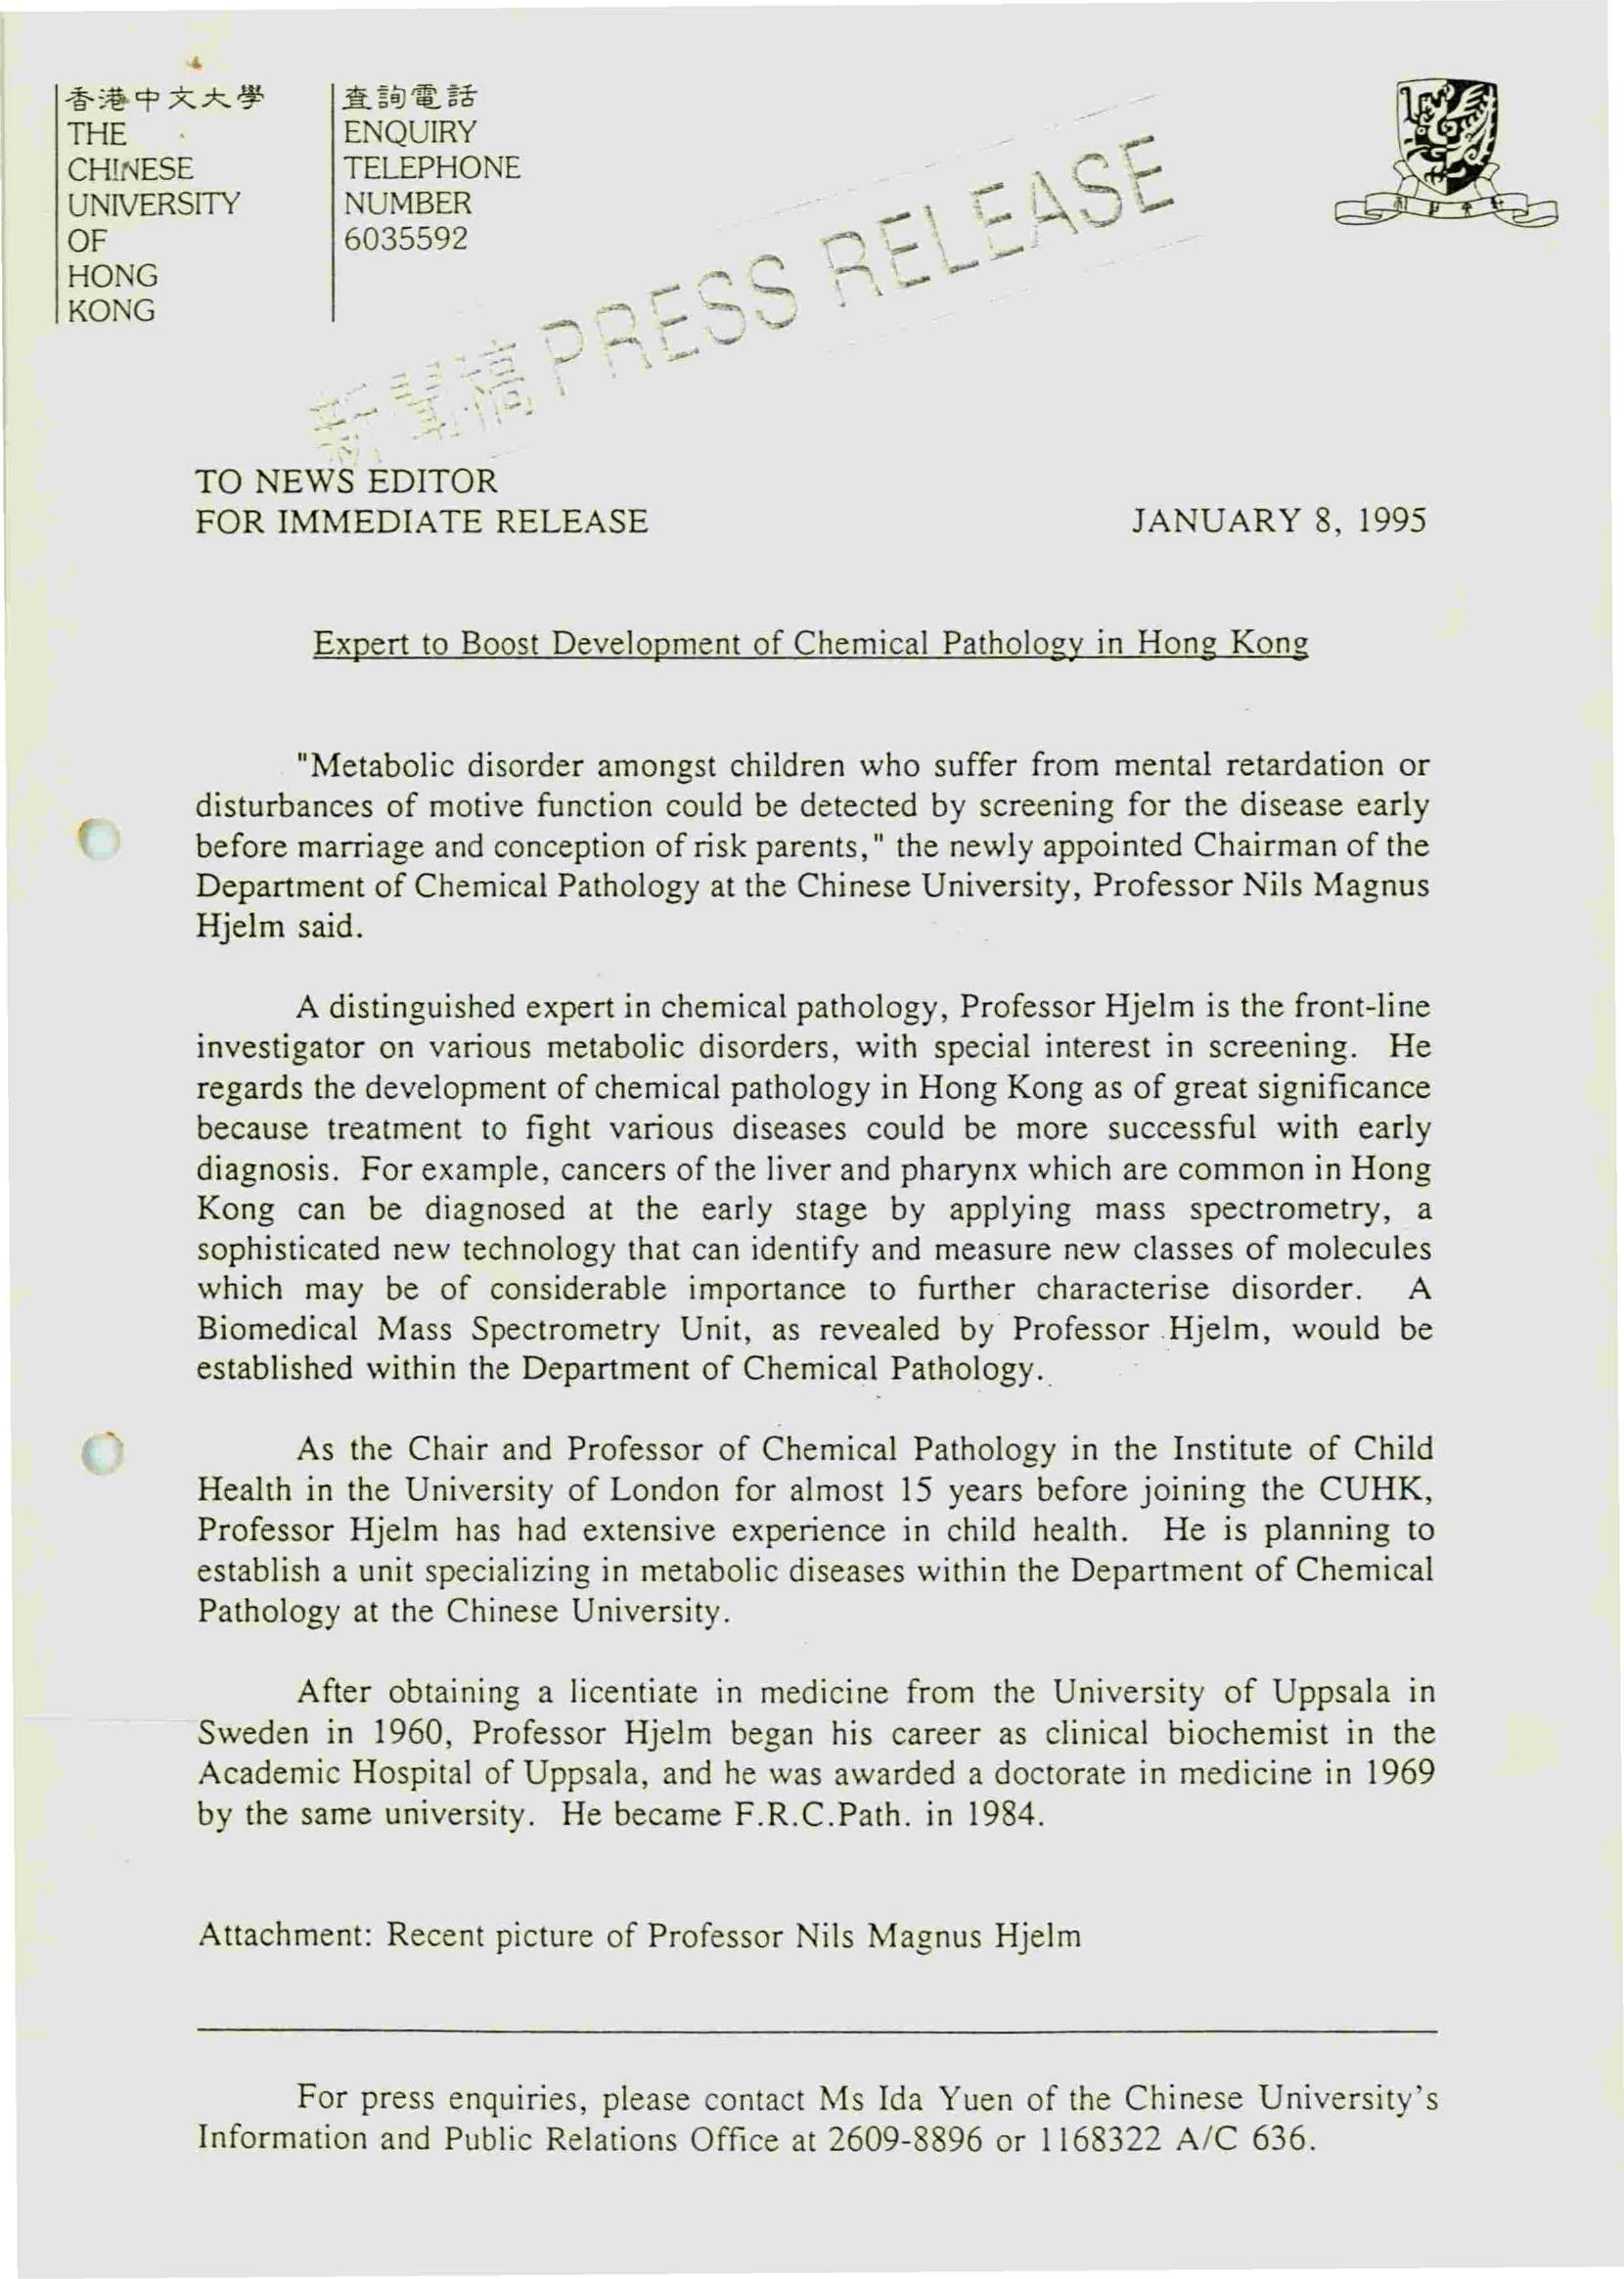 香港中文大學
THE
CHINESE
UNIVERSITY
OF
HONG
KONG
查詢電話
ENQUIRY
TELEPHONE
NUMBER
6035592
新聞稿 PRESS RELEASE
TO NEWS EDITOR
FOR IMMEDIATE RELEASE
JANUARY 8, 1995
Expert to Boost Development of Chemical Pathology in Hong Kong
"Metabolic disorder amongst children who suffer from mental retardation or
disturbances of motive function could be detected by screening for the disease early
before marriage and conception of risk parents," the newly appointed Chairman of the
Department of Chemical Pathology at the Chinese University, Professor Nils Magnus
Hjelm said.
A distinguished expert in chemical pathology, Professor Hjelm is the front-line
investigator on various metabolic disorders, with special interest in screening. He
regards the development of chemical pathology in Hong Kong as of great significance
because treatment to fight various diseases could be more successful with early
diagnosis. For example, cancers of the liver and pharynx which are common in Hong
Kong can be diagnosed at the early stage by applying mass spectrometry, a
sophisticated new technology that can identify and measure new classes of molecules
which may be of considerable importance to further characterise disorder. A
Biomedical Mass Spectrometry Unit, as revealed by Professor Hjelm, would be
established within the Department of Chemical Pathology.
As the Chair and Professor of Chemical Pathology in the Institute of Child
Health in the University of London for almost 15 years before joining the CUHK,
Professor Hjelm has had extensive experience in child health. He is planning to
establish a unit specializing in metabolic diseases within the Department of Chemical
Pathology at the Chinese University.
After obtaining a licentiate in medicine from the University of Uppsala in
Sweden in 1960, Professor Hjelm began his career as clinical biochemist in the
Academic Hospital of Uppsala, and he was awarded a doctorate in medicine in 1969
by the same university. He became F.R.C.Path. in 1984.
Attachment: Recent picture of Professor Nils Magnus Hjelm
For press enquiries, please contact Ms Ida Yuen of the Chinese University's
Information and Public Relations Office at 2609-8896 or 1168322 A/C 636.